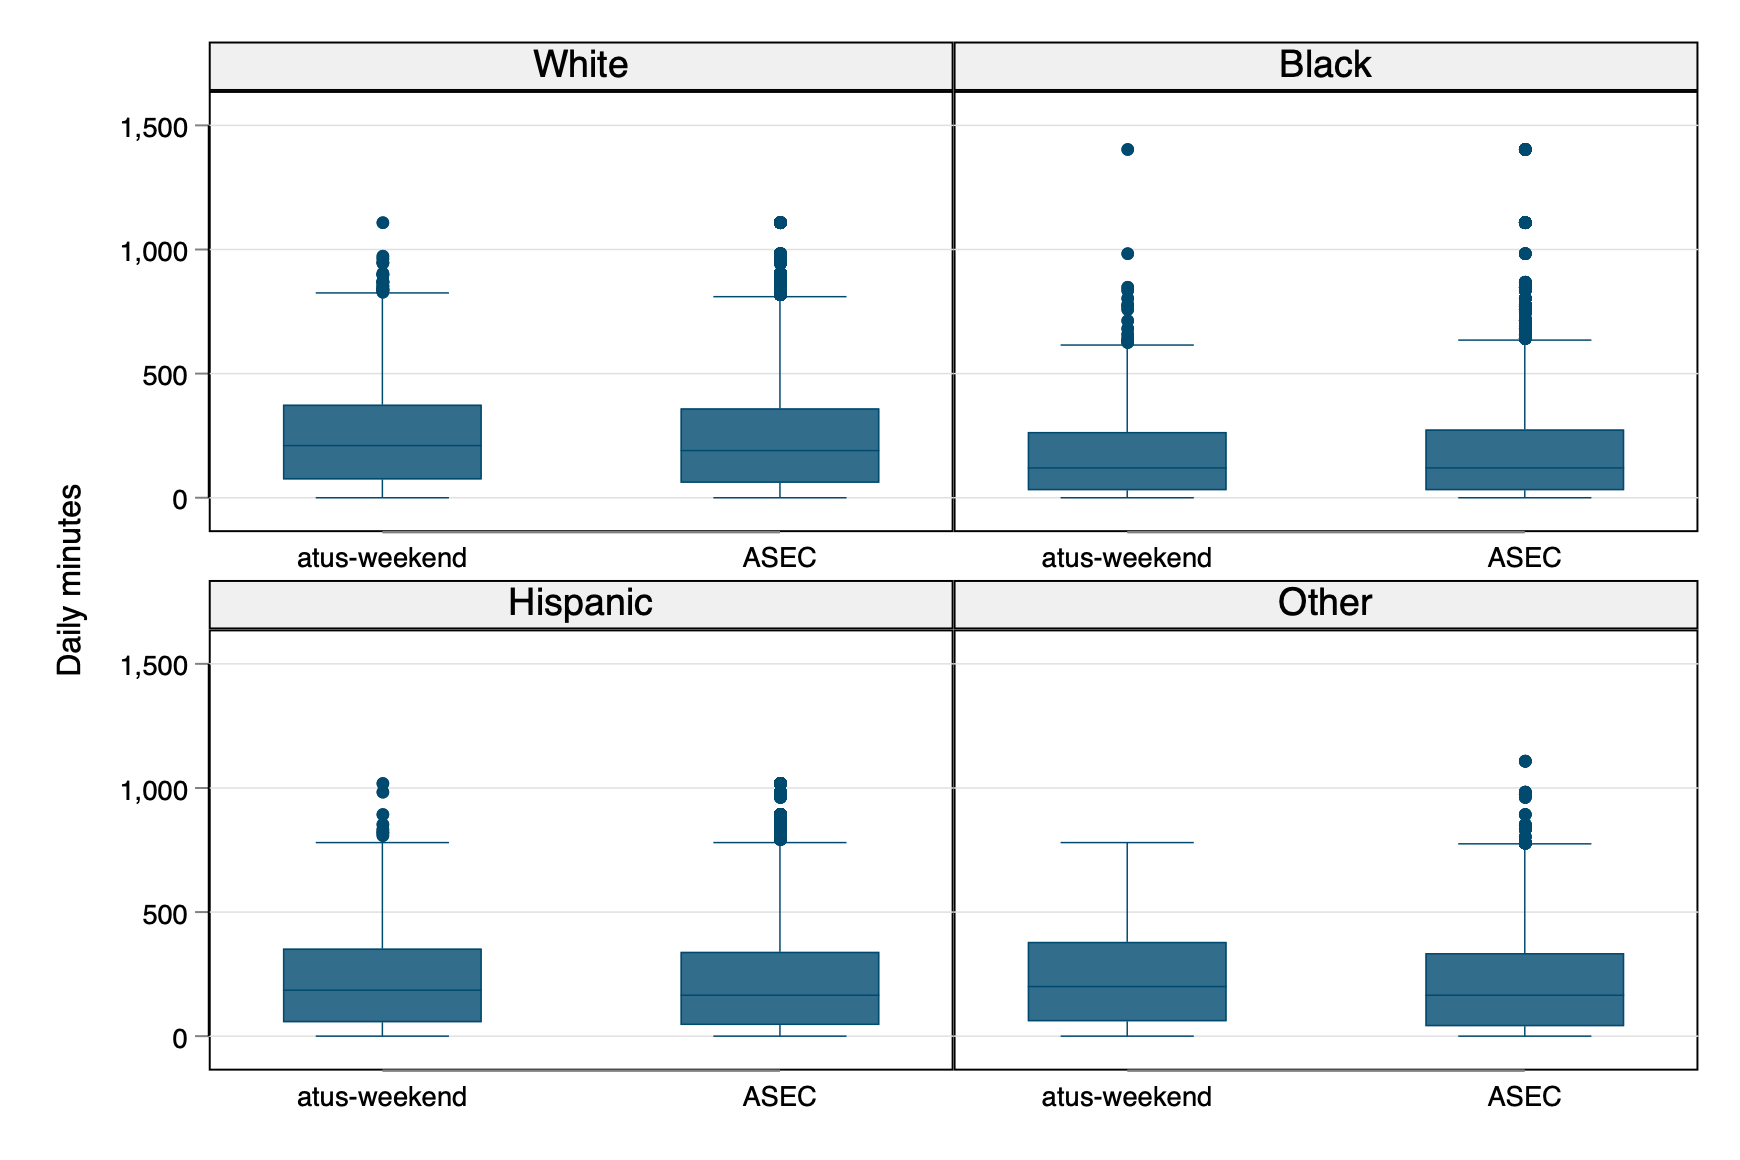 White
Black
1,500
1,000
500
0
atus-weekend
ASEC
atus-weekend
ASEC
Daily minutes
Hispanic
Other
1,500
1,000
500
0
atus-weekend
ASEC
atus-weekend
ASEC